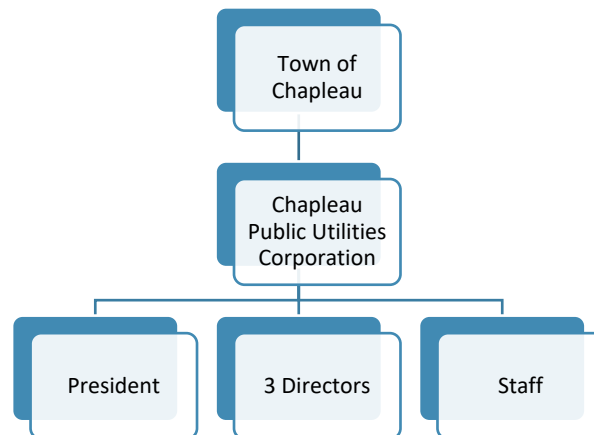 Town of
Chapleau
Chapleau
Public Utilities
Corporation
President
3 Directors
Staff